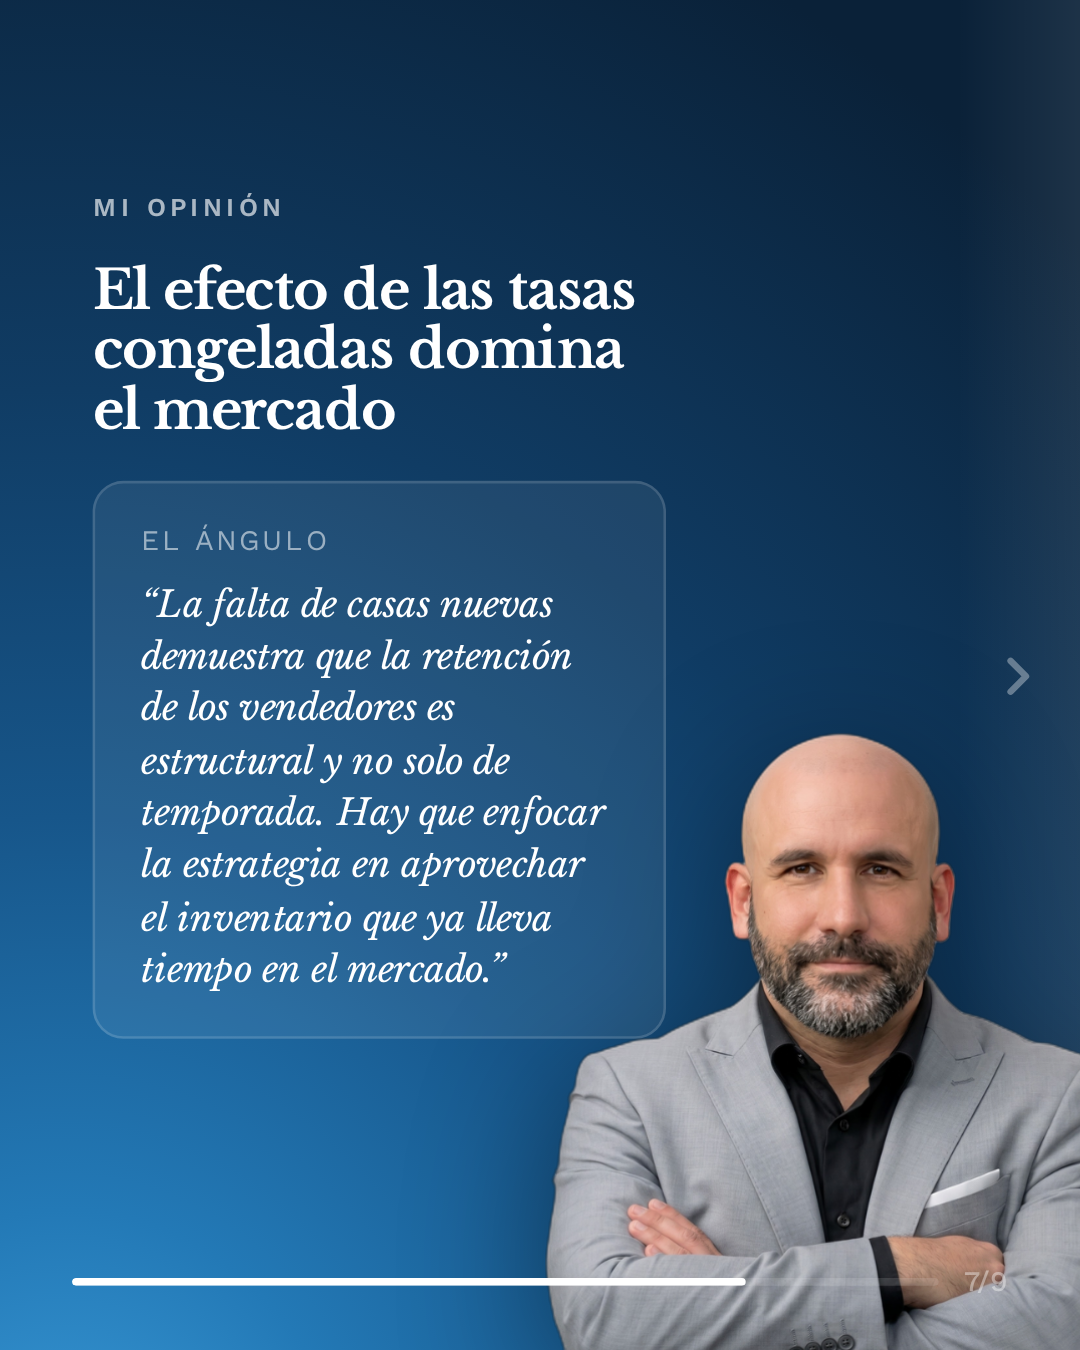 MI OPINIÓN
El efecto de las tasas
congeladas domina
el mercado
EL ÁNGULO
“La falta de casas nuevas
demuestra que la retención
de los vendedores es
estructural y no solo de
temporada. Hay que enfocar
la estrategia en aprovechar
el inventario que ya lleva
tiempo en el mercado.”
7/9